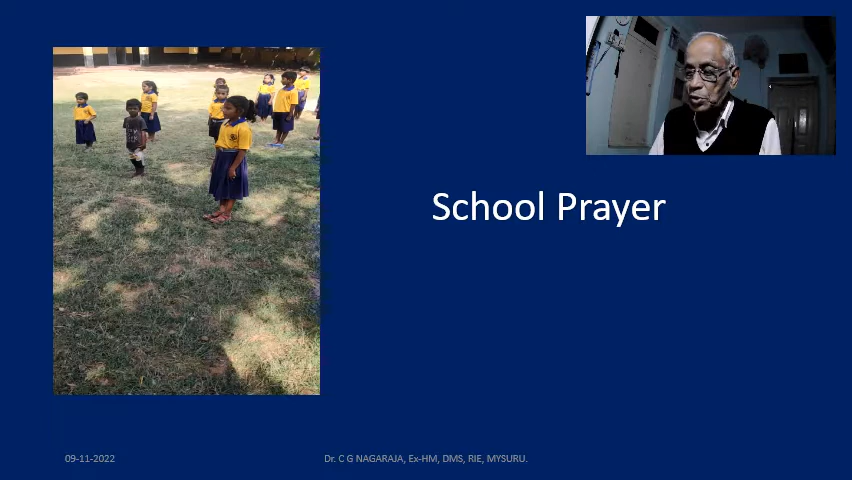 School Prayer
09-11-2022
Dr. C G NAGARAJA, Ex-HM, DMS, RIE, MYSURU.